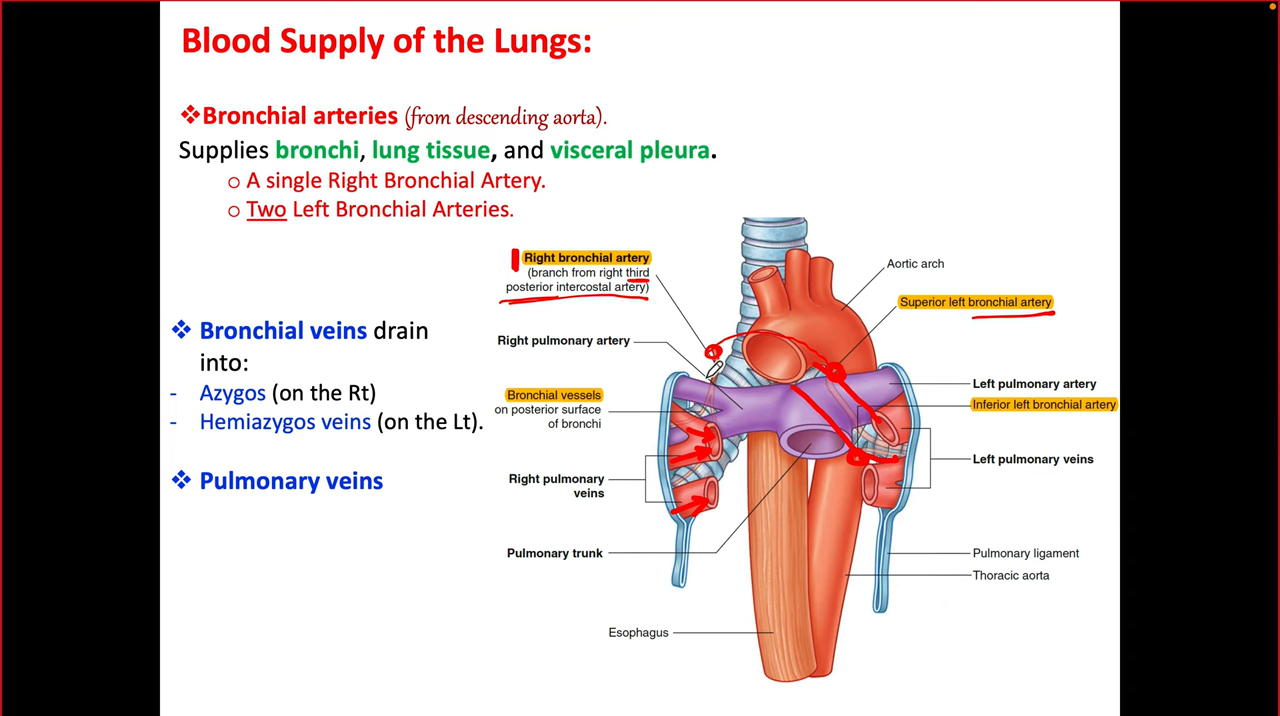 Blood Supply of the Lungs:
❖Bronchial arteries (from descending aorta).
Supplies bronchi, lung tissue, and visceral pleura.
o A single Right Bronchial Artery.
o Two Left Bronchial Arteries.
❖ Bronchial veins drain
into:
- Azygos (on the Rt)
- Hemiazygos veins (on the Lt).
❖ Pulmonary veins
Right bronchial artery
(branch from right third
posterior intercostal artery)
Right pulmonary artery
Bronchial vessels
on posterior surface
of bronchi
Right pulmonary
veins
Pulmonary trunk
Esophagus
Aortic arch
Superior left bronchial artery
Left pulmonary artery
Inferior left bronchial artery
Left pulmonary veins
Pulmonary ligament
Thoracic aorta